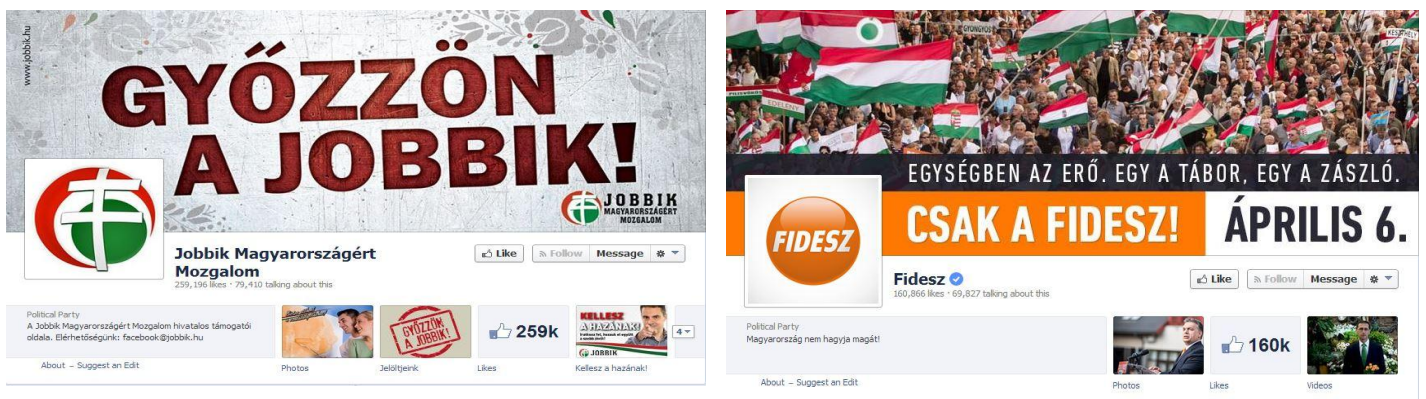 www.jobbik.hu
GYŐZZÖN
A JOBBIK!
JOBBIK
MAGYARORSZÁGÉRT
MOZGALOM
Jobbik Magyarországért
Mozgalom
259,196 likes · 79,410 talking about this
Like
Follow
Message
Political Party
A Jobbik Magyarországért Mozgalom hivatalos támogatói
oldala. Elérhetőségünk: facebook@jobbik.hu
About – Suggest an Edit
Photos
GYŐZZÖN
A JOBBIK!
Jelöltjeink
259k
Likes
KELLESZ
A HAZÁNAK!
JOBBIK
Kellesz a hazának!
4
GYÖNGYÖS
KESZTHELY
EDELÉNY
EGYSÉGBEN AZ ERŐ. EGY A TÁBOR, EGY A ZÁSZLÓ.
CSAK A FIDESZ!
ÁPRILIS 6.
FIDESZ
Fidesz
160,866 likes · 69,827 talking about this
Like
Follow
Message
Political Party
Magyarország nem hagyja magát!
About – Suggest an Edit
Photos
160k
Likes
Videos